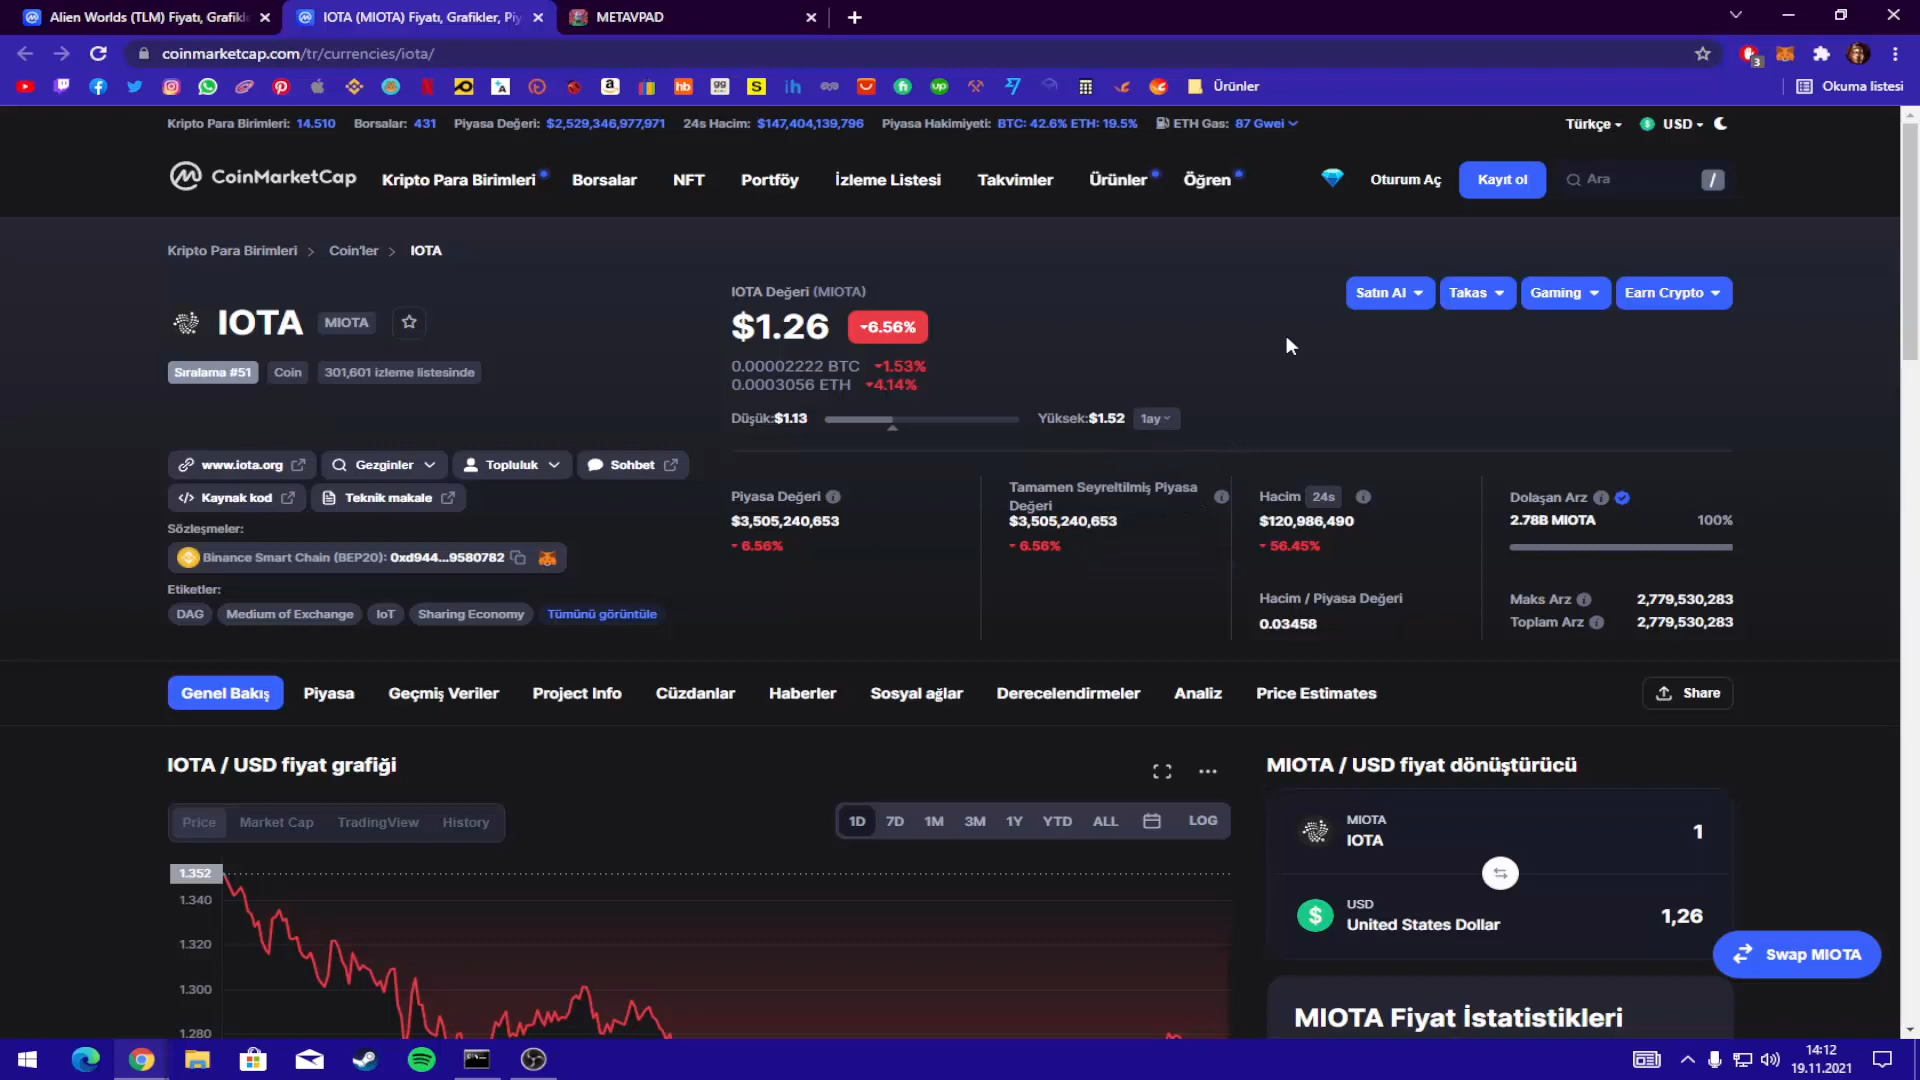 Alien Worlds (TLM) Fiyatı, Grafikl
IOTA (MIOTA) Fiyatı, Grafikler, Piy
METAVPAD
coinmarketcap.com/tr/currencies/iota/
3
Ürünler
Okuma listesi
Kripto Para Birimleri: 14.510 Borsalar: 431 Piyasa Değeri: $2,529,346,977,971 24s Hacim: $147,404,139,796 Piyasa Hakimiyeti: BTC: 42.6% ETH: 19.5% ETH Gas: 87 Gwei
Türkçe USD
CoinMarketCap
Kripto Para Birimleri Borsalar NFT Portföy İzleme Listesi Takvimler Ürünler Öğren
Oturum Aç Kayıt ol Ara /
Kripto Para Birimleri > Coin'ler > IOTA
IOTA MIOTA
Sıralama #51 Coin 301,601 izleme listesinde
IOTA Değeri (MIOTA)
$1.26 6.56%
0.00002222 BTC 1.53%
0.0003056 ETH 4.14%
Düşük:$1.13 Yüksek:$1.52 1ay
Satın Al Takas Gaming Earn Crypto
www.iota.org Gezginler Topluluk Sohbet
Kaynak kod Teknik makale
Sözleşmeler:
Binance Smart Chain (BEP20): 0xd944...9580782
Etiketler:
DAG Medium of Exchange IoT Sharing Economy Tümünü görüntüle
Piyasa Değeri
$3,505,240,653
6.56%
Tamamen Seyreltilmiş Piyasa
Değeri
$3,505,240,653
6.56%
Hacim 24s
$120,986,490
56.45%
Hacim / Piyasa Değeri
0.03458
Dolaşan Arz
2.78B MIOTA 100%
Maks Arz 2,779,530,283
Toplam Arz 2,779,530,283
Genel Bakış Piyasa Geçmiş Veriler Project Info Cüzdanlar Haberler Sosyal ağlar Derecelendirmeler Analiz Price Estimates
Share
IOTA / USD fiyat grafiği
Price Market Cap TradingView History
1D 7D 1M 3M 1Y YTD ALL LOG
1.352
1.340
1.320
1.300
1.280
MIOTA / USD fiyat dönüştürücü
MIOTA
IOTA 1
USD
United States Dollar 1,26
Swap MIOTA
MIOTA Fiyat İstatistikleri
14:12
19.11.2021